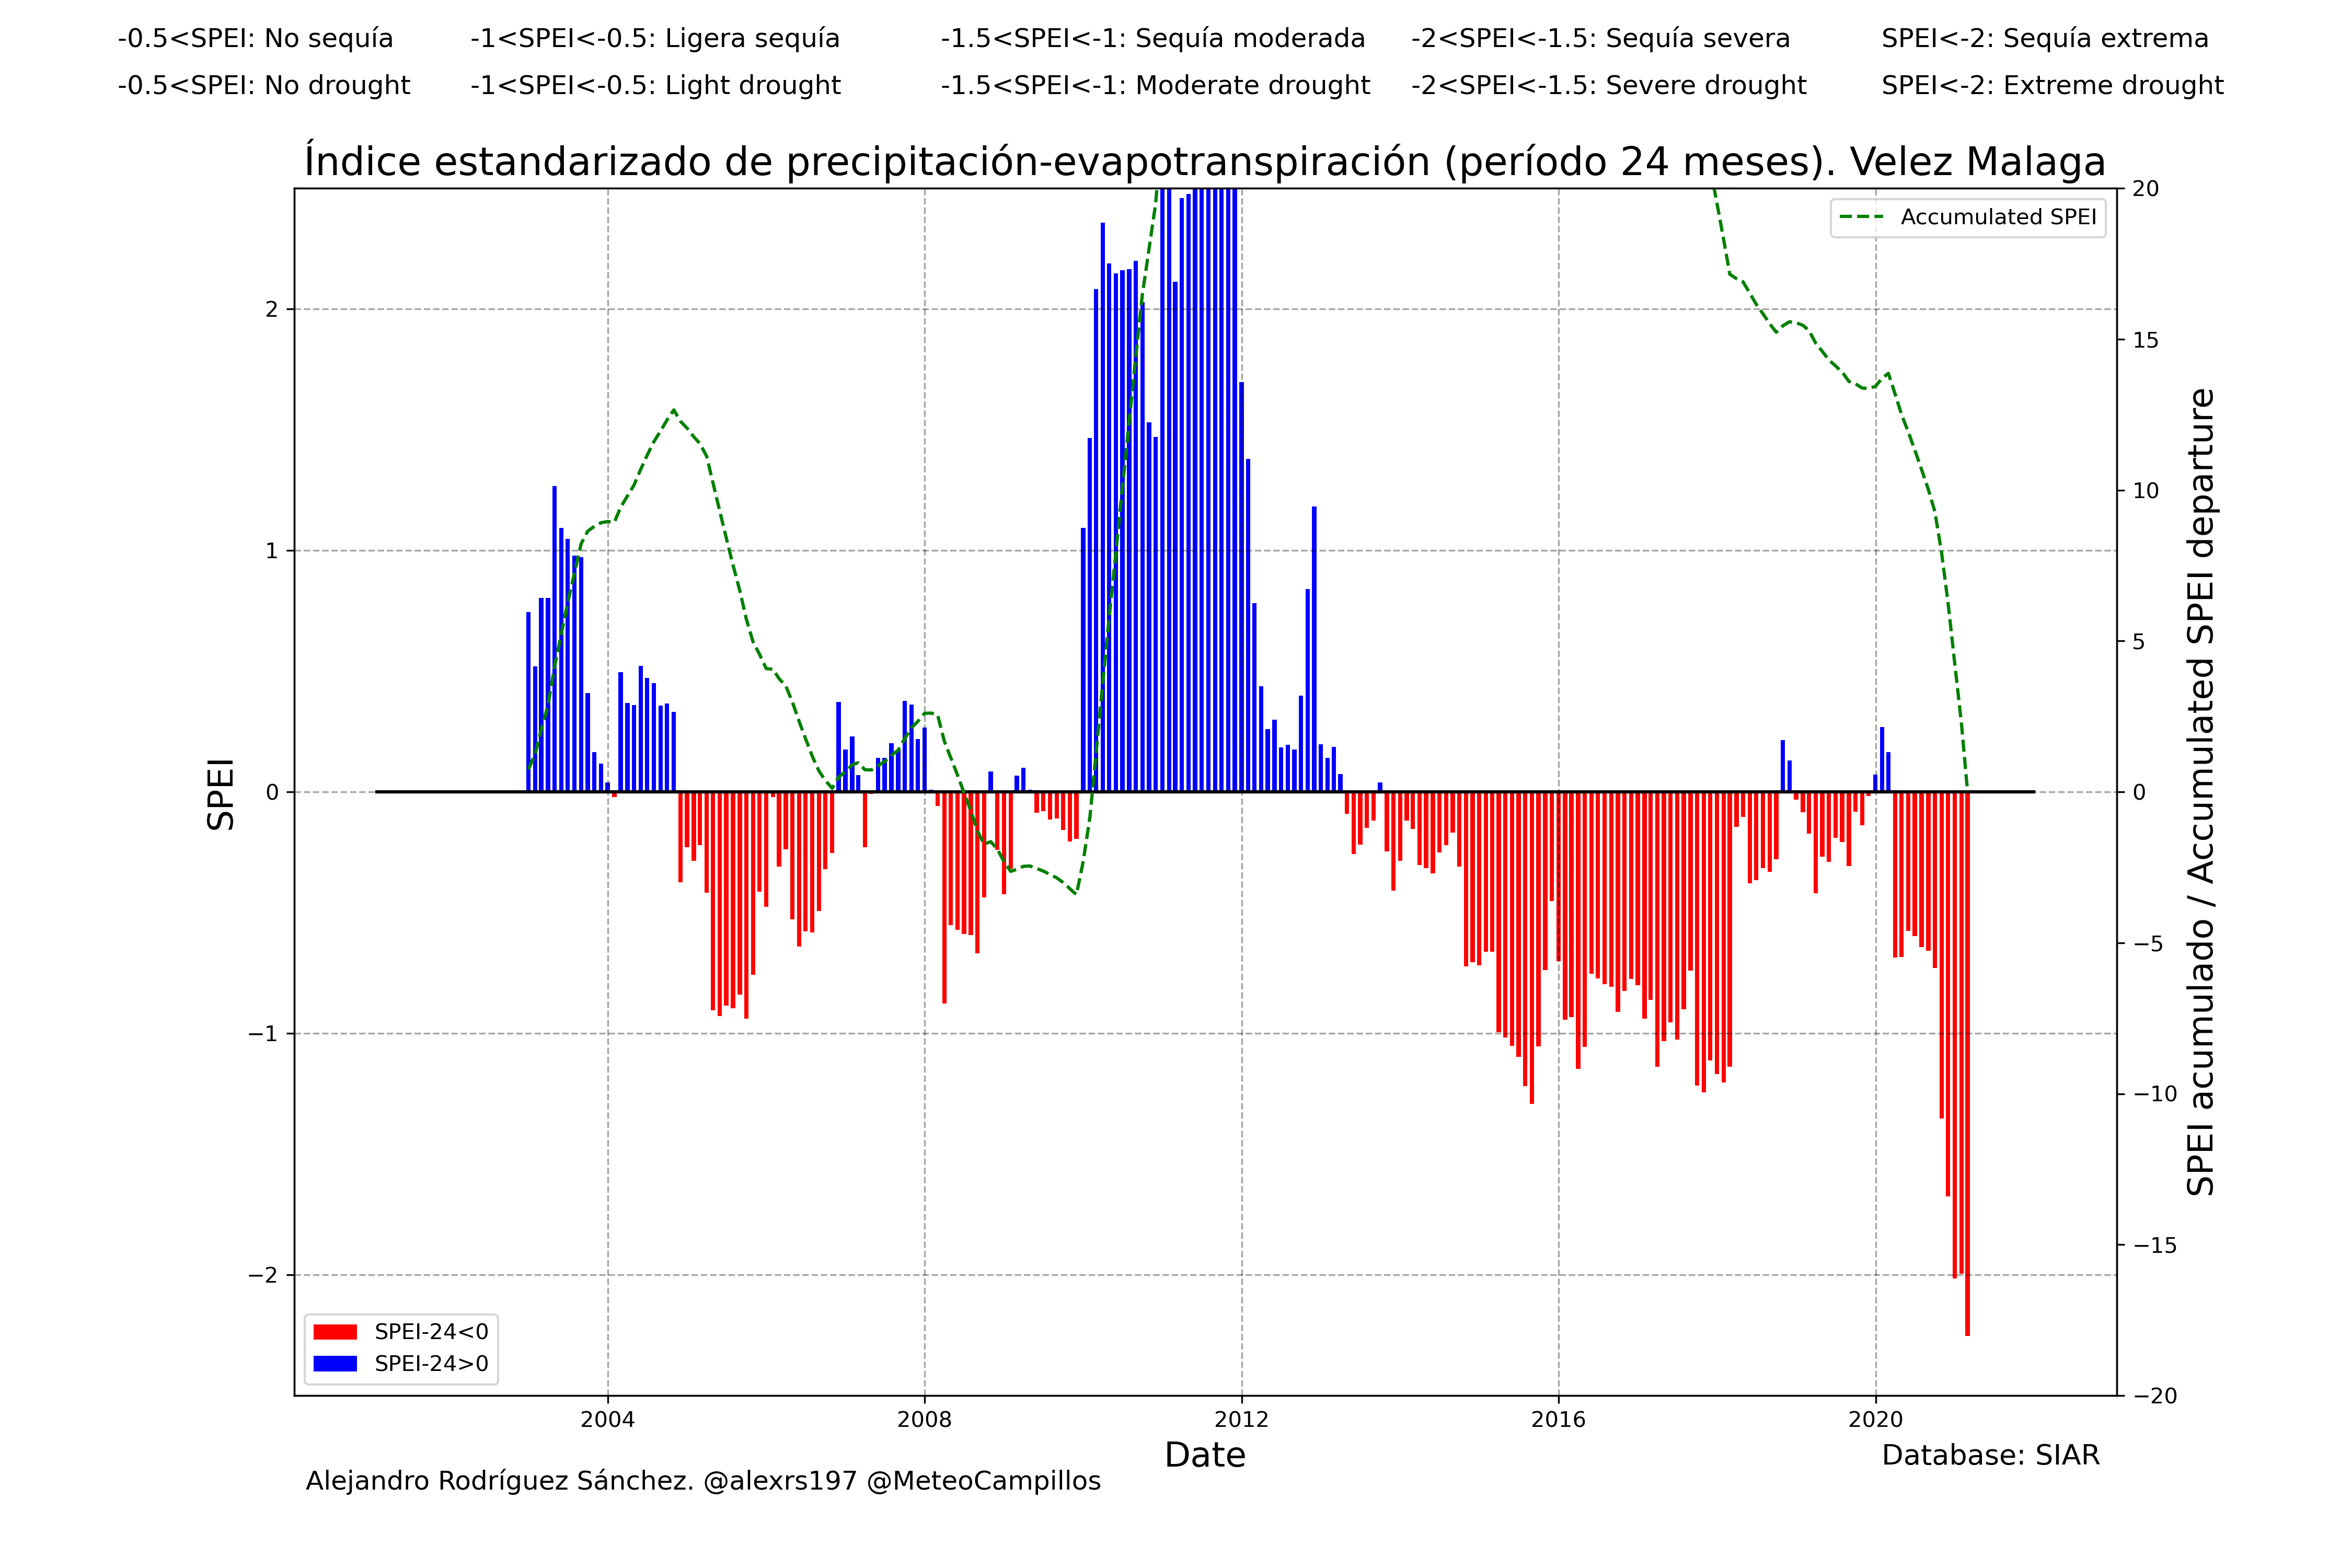 -0.5<SPEI: No sequía -1<SPEI<-0.5: Ligera sequía -1.5<SPEI<-1: Sequía moderada -2<SPEI<-1.5: Sequía severa SPEI<-2: Sequía extrema
-0.5<SPEI: No drought -1<SPEI<-0.5: Light drought -1.5<SPEI<-1: Moderate drought -2<SPEI<-1.5: Severe drought SPEI<-2: Extreme drought
Índice estandarizado de precipitación-evapotranspiración (período 24 meses). Velez Malaga
Accumulated SPEI
SPEI
2
1
0
−1
−2
20
15
10
5
0
−5
−10
−15
−20
SPEI acumulado / Accumulated SPEI departure
SPEI-24<0
SPEI-24>0
2004 2008 2012 2016 2020
Date
Database: SIAR
Alejandro Rodríguez Sánchez. @alexrs197 @MeteoCampillos